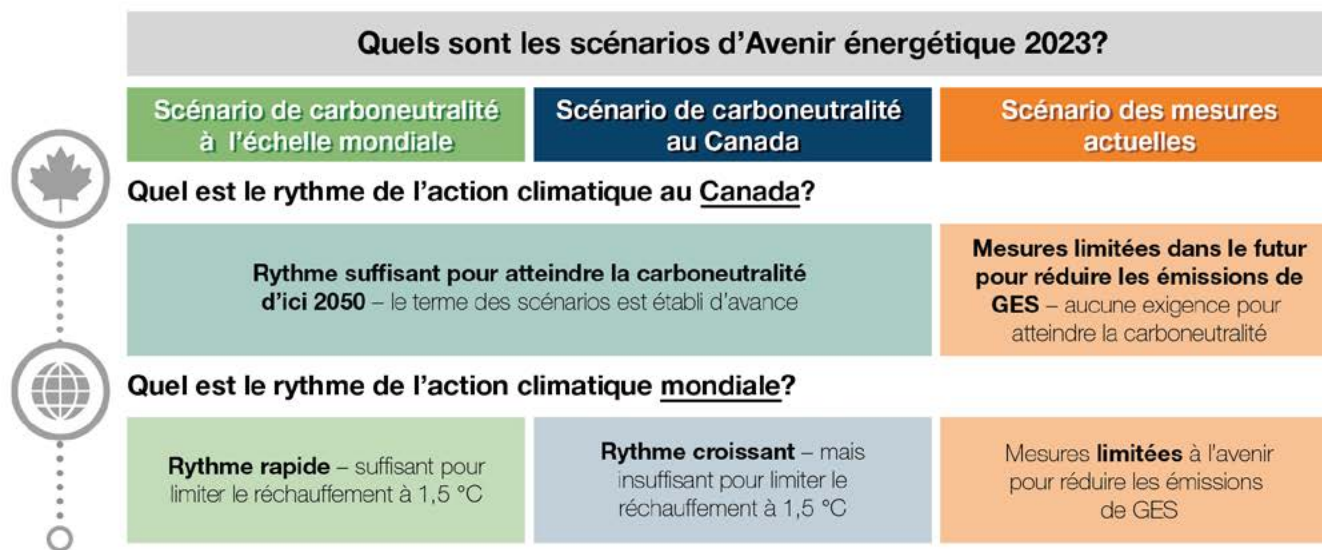 Quels sont les scénarios d’Avenir énergétique 2023?
Scénario de carboneutralité
à l’échelle mondiale
Scénario de carboneutralité
au Canada
Scénario des mesures
actuelles
Quel est le rythme de l’action climatique au Canada?
Rythme suffisant pour atteindre la carboneutralité
d’ici 2050 – le terme des scénarios est établi d’avance
Mesures limitées dans le futur
pour réduire les émissions de
GES – aucune exigence pour
atteindre la carboneutralité
Quel est le rythme de l’action climatique mondiale?
Rythme rapide – suffisant pour
limiter le réchauffement à 1,5 °C
Rythme croissant – mais
insuffisant pour limiter le
réchauffement à 1,5 °C
Mesures limitées à l’avenir
pour réduire les émissions
de GES